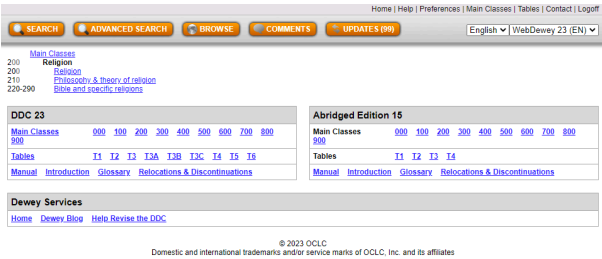 Home | Help | Preferences | Main Classes | Tables | Contact | Logoff
SEARCH ADVANCED SEARCH BROWSE COMMENTS UPDATES (99) English WebDewey 23 (EN)
Main Classes
200 Religion
200 Religion
210 Philosophy & theory of religion
220-290 Bible and specific religions
DDC 23
Main Classes 000 100 200 300 400 500 600 700 800
900
Tables T1 T2 T3 T3A T3B T3C T4 T5 T6
Manual Introduction Glossary Relocations & Discontinuations
Abridged Edition 15
Main Classes 000 100 200 300 400 500 600 700 800
900
Tables T1 T2 T3 T4
Manual Introduction Glossary Relocations & Discontinuations
Dewey Services
Home Dewey Blog Help Revise the DDC
© 2023 OCLC
Domestic and international trademarks and/or service marks of OCLC, Inc. and its affiliates